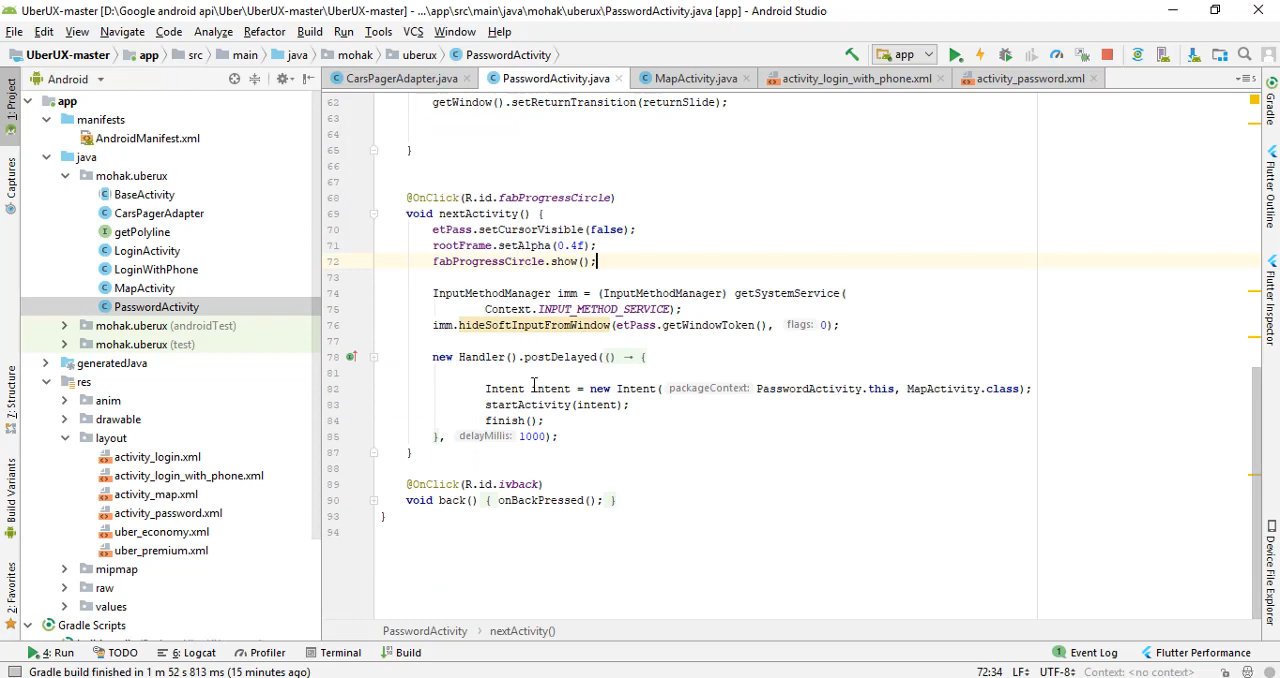 UberUX-master [D:\Google android api\Uber\UberUX-master\UberUX-master] - ...\app\src\main\java\mohak\uberux\PasswordActivity.java [app] - Android Studio
File Edit View Navigate Code Analyze Refactor Build Run Tools VCS Window Help
UberUX-master app src main java mohak uberux PasswordActivity app
Android CarsPagerAdapter.java PasswordActivity.java MapActivity.java activity_login_with_phone.xml activity_password.xml
1: Project
Captures
Z: Structure
Build Variants
2: Favorites
app
manifests
AndroidManifest.xml
java
mohak.uberux
BaseActivity
CarsPagerAdapter
getPolyline
LoginActivity
LoginWithPhone
MapActivity
PasswordActivity
mohak.uberux (androidTest)
mohak.uberux (test)
generatedJava
res
anim
drawable
layout
activity_login.xml
activity_login_with_phone.xml
activity_map.xml
activity_password.xml
uber_economy.xml
uber_premium.xml
mipmap
raw
values
Gradle Scripts
62 getWindow().setReturnTransition(returnSlide);
63
64
65 }
66
67
68 @OnClick(R.id.fabProgressCircle)
69 void nextActivity() {
70 etPass.setCursorVisible(false);
71 rootFrame.setAlpha(0.4f);
72 fabProgressCircle.show();
73
74 InputMethodManager imm = (InputMethodManager) getSystemService(
75 Context.INPUT_METHOD_SERVICE);
76 imm.hideSoftInputFromWindow(etPass.getWindowToken(), flags: 0);
77
78 new Handler().postDelayed(() → {
81
82 Intent intent = new Intent( packageContext: PasswordActivity.this, MapActivity.class);
83 startActivity(intent);
84 finish();
85 }, delayMillis: 1000);
87 }
88
89 @OnClick(R.id.ivback)
90 void back() { onBackPressed(); }
93 }
94
Gradle
Flutter Outline
Flutter Inspector
Device File Explorer
PasswordActivity nextActivity()
4: Run TODO 6: Logcat Profiler Terminal Build Event Log Flutter Performance
Gradle build finished in 1 m 52 s 813 ms (15 minutes ago) 72:34 LF÷ UTF-8÷ Context: <no context>